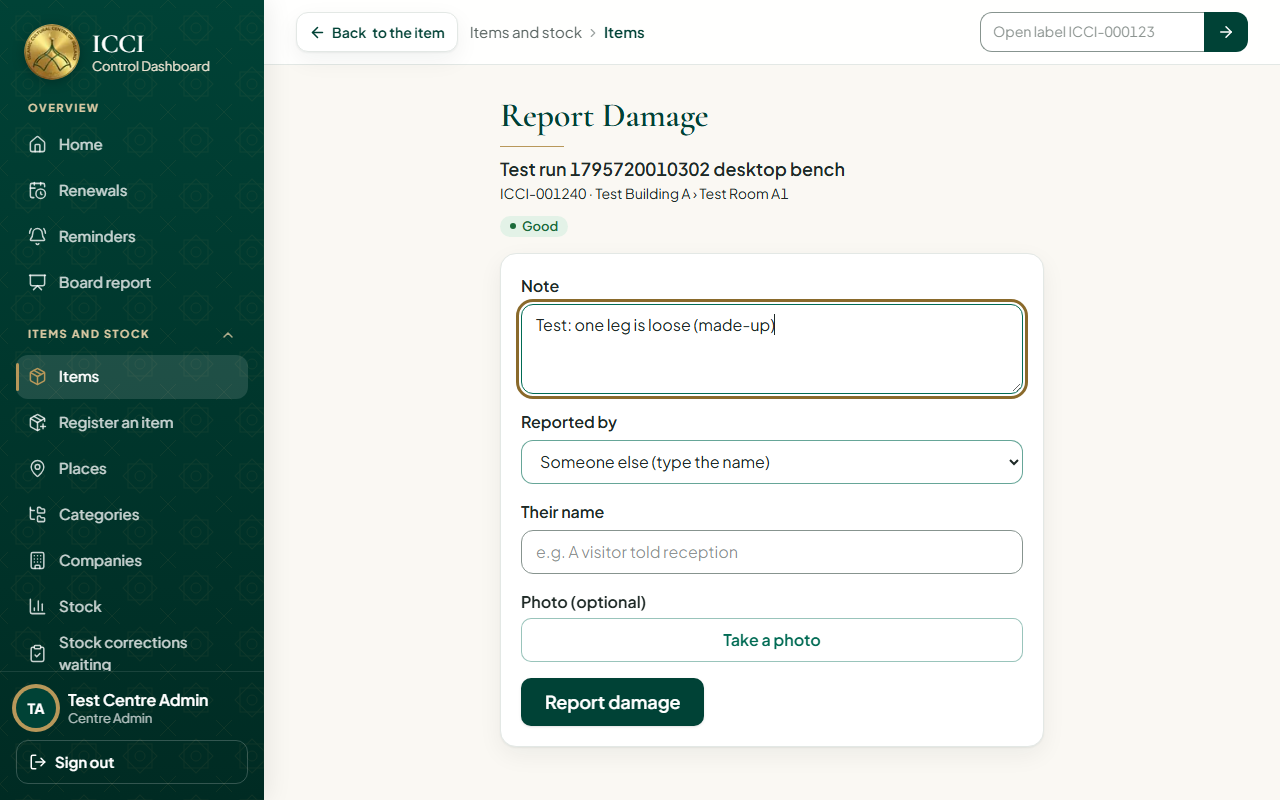 ICCI
Control Dashboard
OVERVIEW
Home
Renewals
Reminders
Board report
ITEMS AND STOCK
Items
Register an item
Places
Categories
Companies
Stock
Stock corrections
waiting
TA
Test Centre Admin
Centre Admin
Sign out
Back to the item
Items and stock › Items
Open label ICCI-000123
Report Damage
Test run 1795720010302 desktop bench
ICCI-001240 · Test Building A › Test Room A1
Good
Note
Test: one leg is loose (made-up)
Reported by
Someone else (type the name)
Their name
e.g. A visitor told reception
Photo (optional)
Take a photo
Report damage